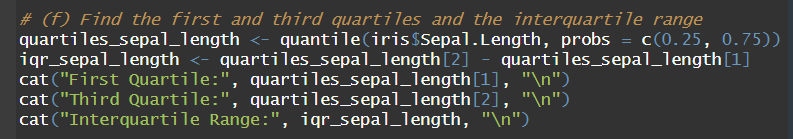 # (f) Find the first and third quartiles and the interquartile range
quartiles_sepal_length <- quantile(iris$Sepal.Length, probs = c(0.25, 0.75))
iqr_sepal_length <- quartiles_sepal_length[2] - quartiles_sepal_length[1]
cat("First Quartile:", quartiles_sepal_length[1], "\n")
cat("Third Quartile:", quartiles_sepal_length[2], "\n")
cat("Interquartile Range:", iqr_sepal_length, "\n")